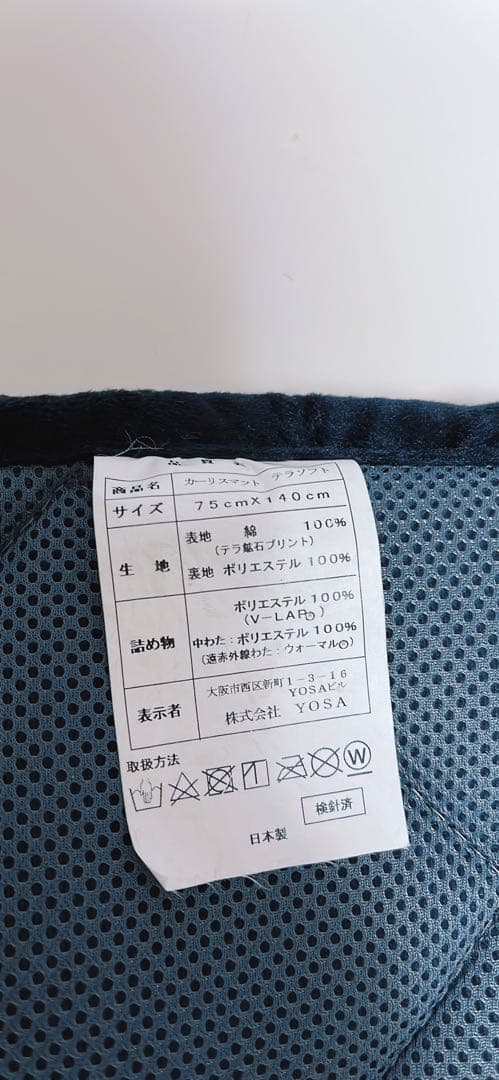 商品名 カーリスマット テラソフト
サイズ 75cm×140cm
生地 表地 綿 100%
(テラ鉱石プリント)
裏地 ポリエステル 100%
詰め物 ポリエステル 100%
(V-LAP®)
中わた:ポリエステル 100%
(遠赤外線わた:ウォーマル®)
表示者 大阪市西区新町1-3-16
YOSAビル
株式会社 YOSA
取扱方法
W
検針済
日本製